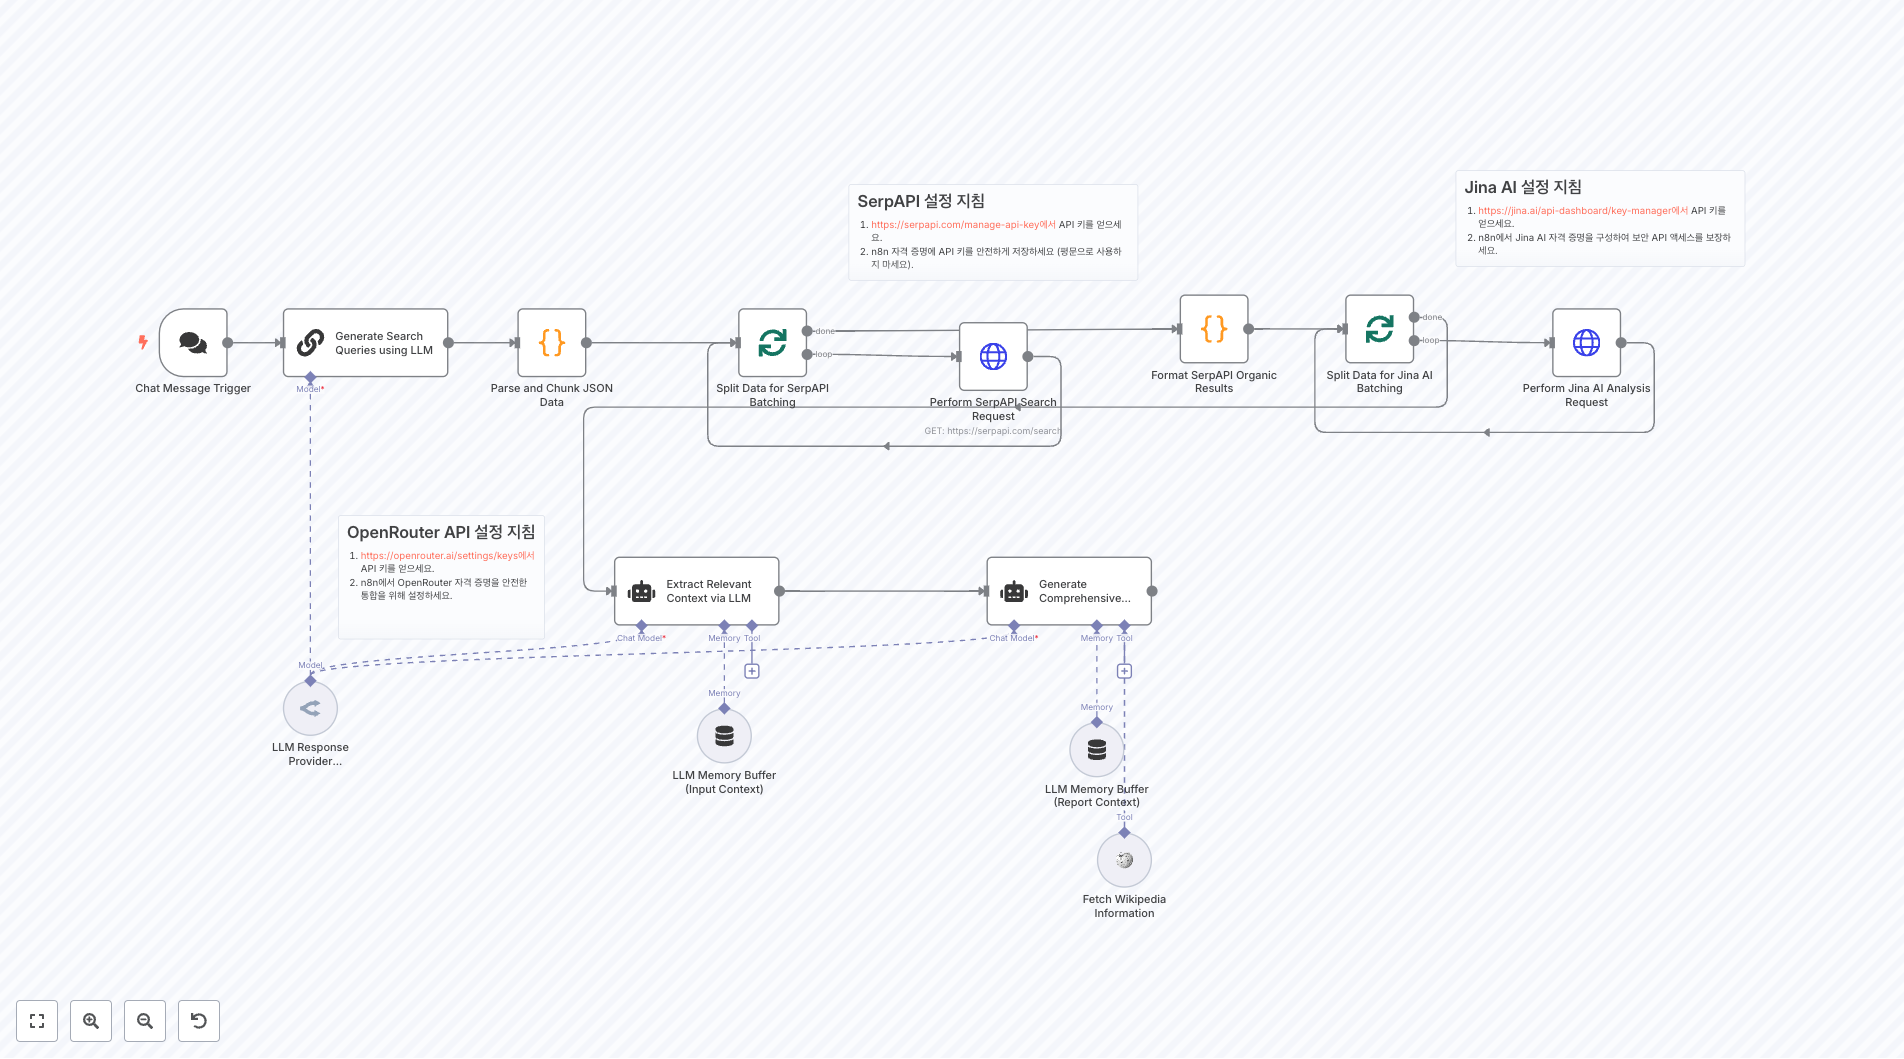 SerpAPI 설정 지침
1. https://serpapi.com/manage-api-key에서 API 키를 얻으세
요.
2. n8n 자격 증명에 API 키를 안전하게 저장하세요 (평문으로 사용하
지 마세요).
Jina AI 설정 지침
1. https://jina.ai/api-dashboard/key-manager에서 API 키를
얻으세요.
2. n8n에서 Jina AI 자격 증명을 구성하여 보안 API 액세스를 보장하
세요.
Chat Message Trigger
Generate Search
Queries using LLM
Model*
Parse and Chunk JSON
Data
done
loop
Split Data for SerpAPI
Batching
Perform SerpAPI Search
Request
GET: https://serpapi.com/search
Format SerpAPI Organic
Results
done
loop
Split Data for Jina AI
Batching
Perform Jina AI Analysis
Request
OpenRouter API 설정 지침
1. https://openrouter.ai/settings/keys에서
API 키를 얻으세요.
2. n8n에서 OpenRouter 자격 증명을 안전한
통합을 위해 설정하세요.
Extract Relevant
Context via LLM
Chat Model*
Memory
Tool
Generate
Comprehensive...
Chat Model*
Memory
Tool
Model
LLM Response
Provider...
Memory
LLM Memory Buffer
(Input Context)
Memory
LLM Memory Buffer
(Report Context)
Tool
Fetch Wikipedia
Information